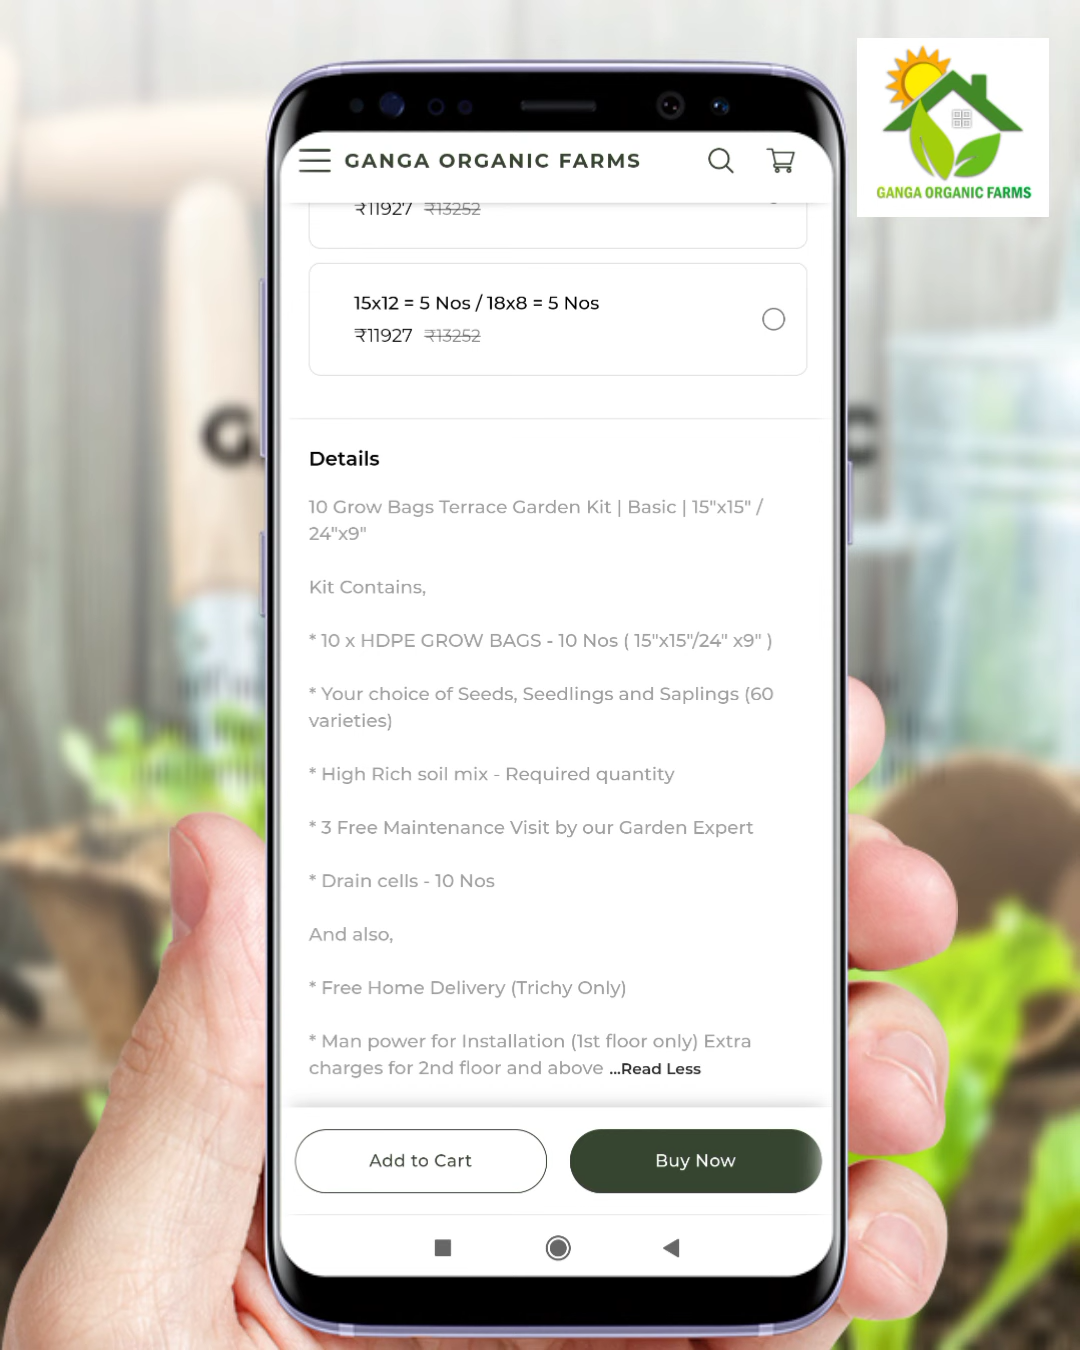 GANGA ORGANIC FARMS
GANGA ORGANIC FARMS
₹11927 ₹13252
15x12 = 5 Nos / 18x8 = 5 Nos
₹11927 ₹13252
Details
10 Grow Bags Terrace Garden Kit | Basic | 15"x15" /
24"x9"
Kit Contains,
* 10 x HDPE GROW BAGS - 10 Nos ( 15"x15"/24" x9" )
* Your choice of Seeds, Seedlings and Saplings (60
varieties)
* High Rich soil mix - Required quantity
* 3 Free Maintenance Visit by our Garden Expert
* Drain cells - 10 Nos
And also,
* Free Home Delivery (Trichy Only)
* Man power for Installation (1st floor only) Extra
charges for 2nd floor and above ...Read Less
Add to Cart
Buy Now